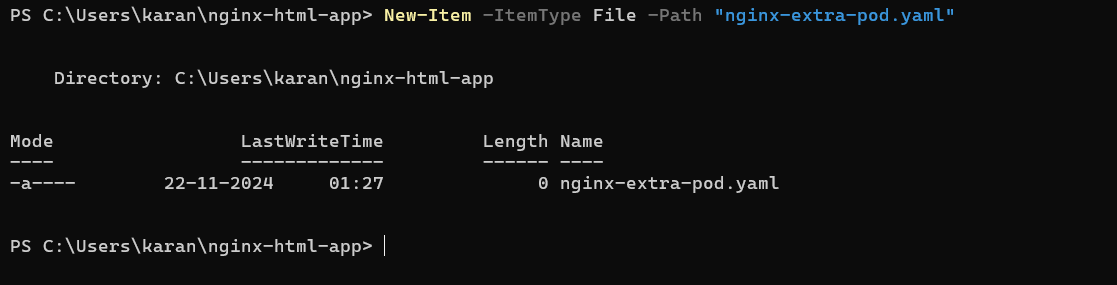 PS C:\Users\karan\nginx-html-app> New-Item -ItemType File -Path "nginx-extra-pod.yaml"
    Directory: C:\Users\karan\nginx-html-app
Mode                 LastWriteTime         Length Name
----                 -------------         ------ ----
-a----        22-11-2024     01:27              0 nginx-extra-pod.yaml
PS C:\Users\karan\nginx-html-app>